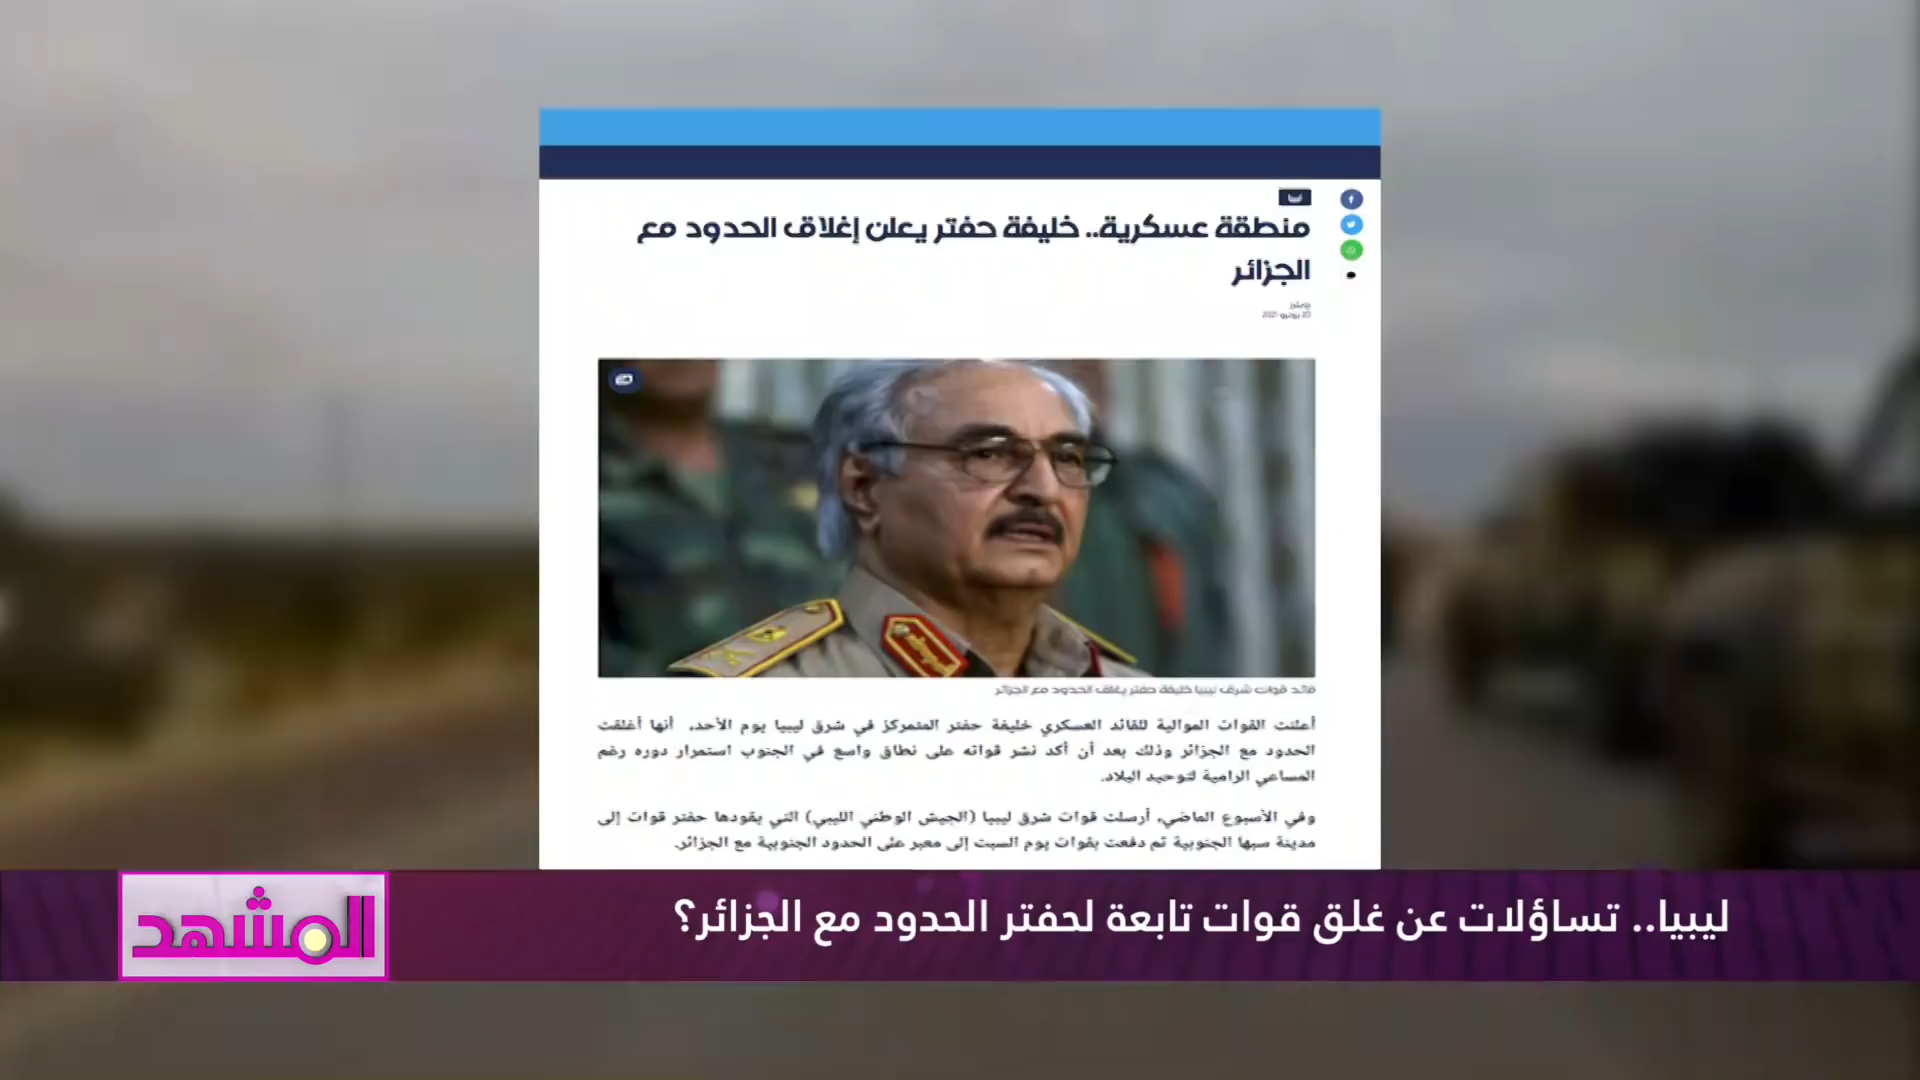 ليبيا
منطقة عسكرية.. خليفة حفتر يعلن إغلاق الحدود مع
الجزائر
رويترز
20 يونيو 2021
قائد قوات شرق ليبيا خليفة حفتر يغلق الحدود مع الجزائر
أعلنت القوات الموالية للقائد العسكري خليفة حفتر المتمركز في شرق ليبيا يوم الأحد، أنها أغلقت
الحدود مع الجزائر وذلك بعد أن أكد نشر قواته على نطاق واسع في الجنوب استمرار دوره رغم
المساعي الرامية لتوحيد البلاد.
وفي الأسبوع الماضي، أرسلت قوات شرق ليبيا (الجيش الوطني الليبي) التي يقودها حفتر قوات إلى
مدينة سبها الجنوبية ثم دفعت بقوات يوم السبت إلى معبر على الحدود الجنوبية مع الجزائر.
ليبيا.. تساؤلات عن غلق قوات تابعة لحفتر الحدود مع الجزائر؟
المشهد